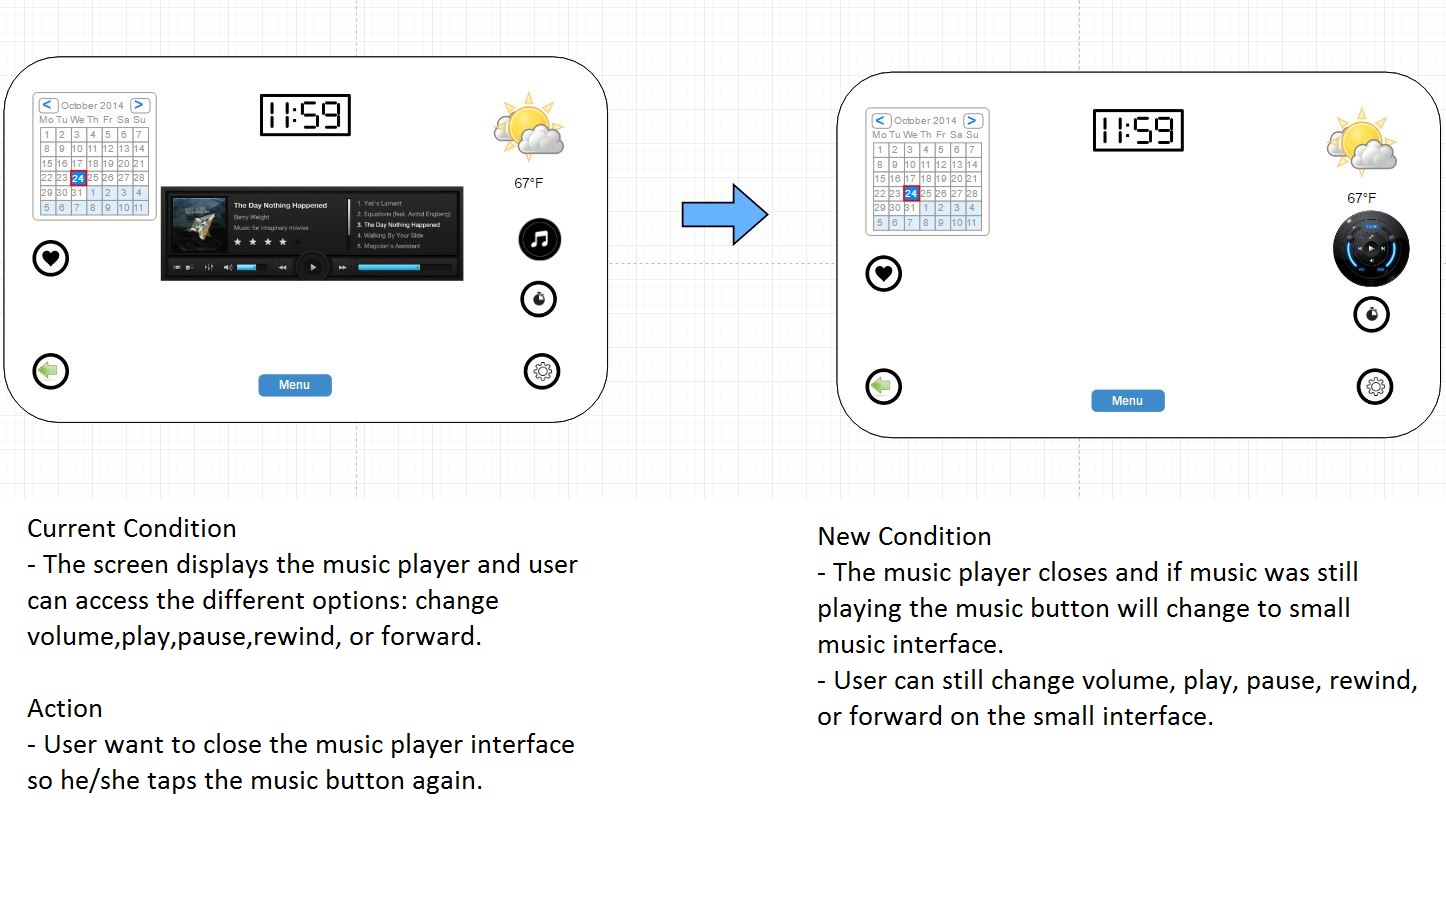 < October 2014 >
Mo Tu We Th Fr Sa Su
1 2 3 4 5 6 7
8 9 10 11 12 13 14
15 16 17 18 19 20 21
22 23 24 25 26 27 28
29 30 31 1 2 3 4
5 6 7 8 9 10 11
11:59
67°F
The Day Nothing Happened
Berry Weight
Music for imaginary movies
1. Yeti's Lament
2. Equations (feat. Astrid Engberg)
3. The Day Nothing Happened
4. Walking By Your Side
5. Magician's Assistant
Menu
< October 2014 >
Mo Tu We Th Fr Sa Su
1 2 3 4 5 6 7
8 9 10 11 12 13 14
15 16 17 18 19 20 21
22 23 24 25 26 27 28
29 30 31 1 2 3 4
5 6 7 8 9 10 11
11:59
67°F
Menu
Current Condition
- The screen displays the music player and user
can access the different options: change
volume,play,pause,rewind, or forward.
Action
- User want to close the music player interface
so he/she taps the music button again.
New Condition
- The music player closes and if music was still
playing the music button will change to small
music interface.
- User can still change volume, play, pause, rewind,
or forward on the small interface.